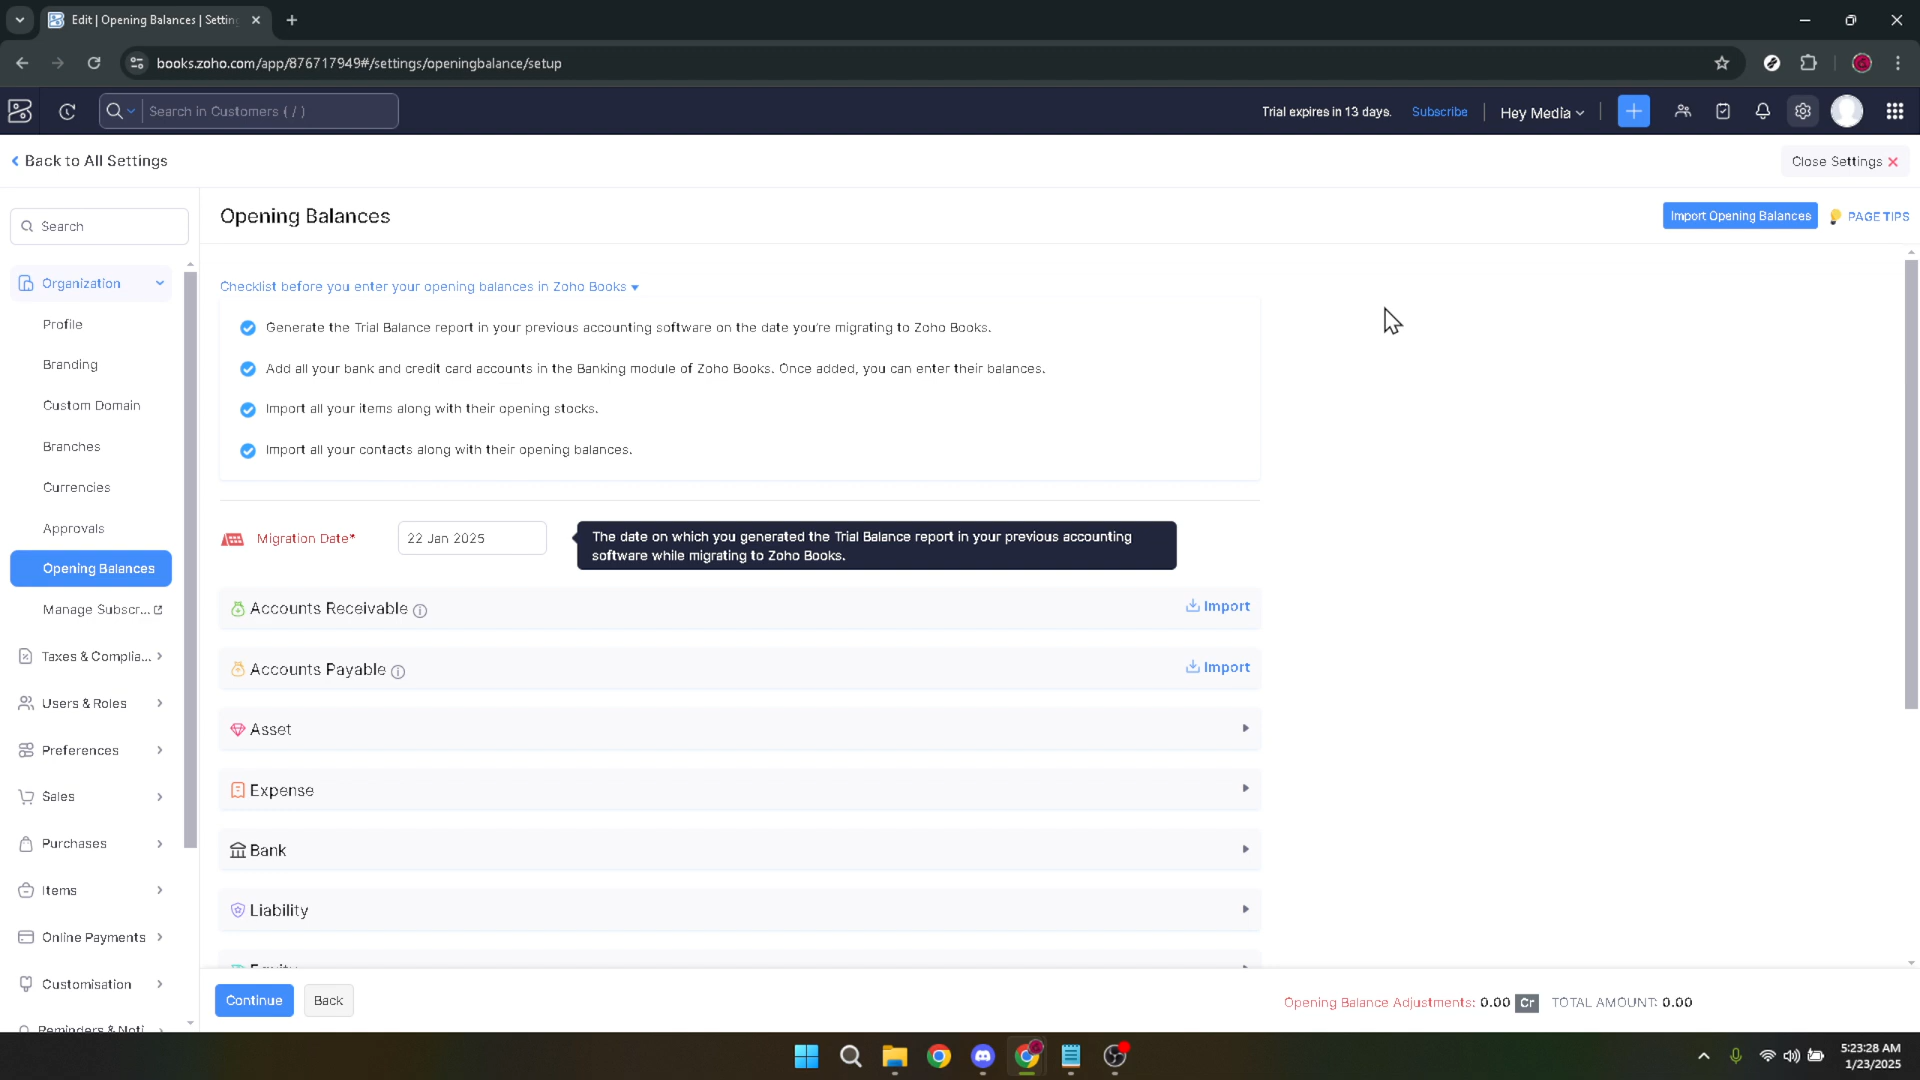 Edit | Opening Balances | Settin
books.zoho.com/app/876717949#/settings/openingbalance/setup
Search in Customers ( / )
Trial expires in 13 days.
Subscribe
Hey Media
Back to All Settings
Close Settings
Search
Opening Balances
Import Opening Balances
PAGE TIPS
Organization
Profile
Branding
Custom Domain
Branches
Currencies
Approvals
Opening Balances
Manage Subscr...
Taxes & Complia...
Users & Roles
Preferences
Sales
Purchases
Items
Online Payments
Customisation
Reminders & Noti...
Checklist before you enter your opening balances in Zoho Books
Generate the Trial Balance report in your previous accounting software on the date you're migrating to Zoho Books.
Add all your bank and credit card accounts in the Banking module of Zoho Books. Once added, you can enter their balances.
Import all your items along with their opening stocks.
Import all your contacts along with their opening balances.
Migration Date*
22 Jan 2025
The date on which you generated the Trial Balance report in your previous accounting
software while migrating to Zoho Books.
Accounts Receivable
Import
Accounts Payable
Import
Asset
Expense
Bank
Liability
Equity
Continue
Back
Opening Balance Adjustments: 0.00 Cr TOTAL AMOUNT: 0.00
5:23:28 AM
1/23/2025